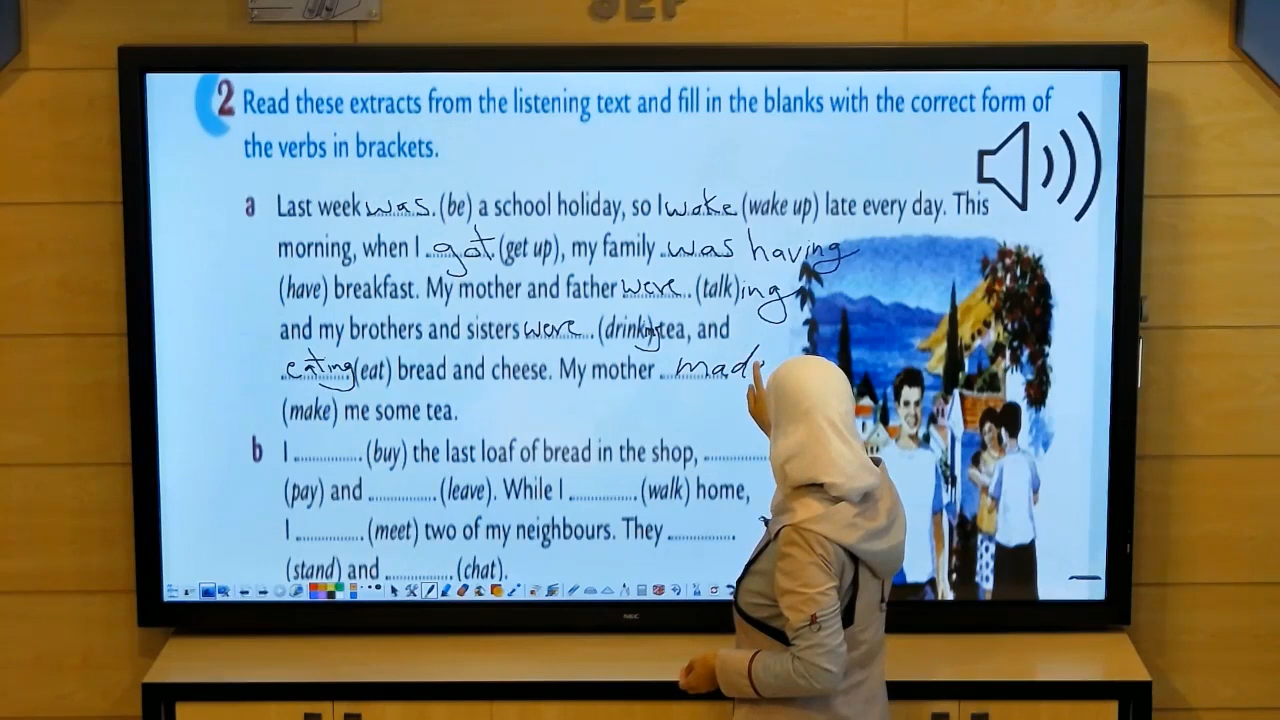 SEF
2 Read these extracts from the listening text and fill in the blanks with the correct form of
the verbs in brackets.
a Last week was (be) a school holiday, so I woke (wake up) late every day. This
morning, when I got (get up), my family was having
(have) breakfast. My mother and father were (talk)ing
and my brothers and sisters were (drink)ing tea, and
eating (eat) bread and cheese. My mother mad
(make) me some tea.
b I ............ (buy) the last loaf of bread in the shop, ............
(pay) and ............ (leave). While I ............ (walk) home,
I ............ (meet) two of my neighbours. They ............
(stand) and ............ (chat).
NEC